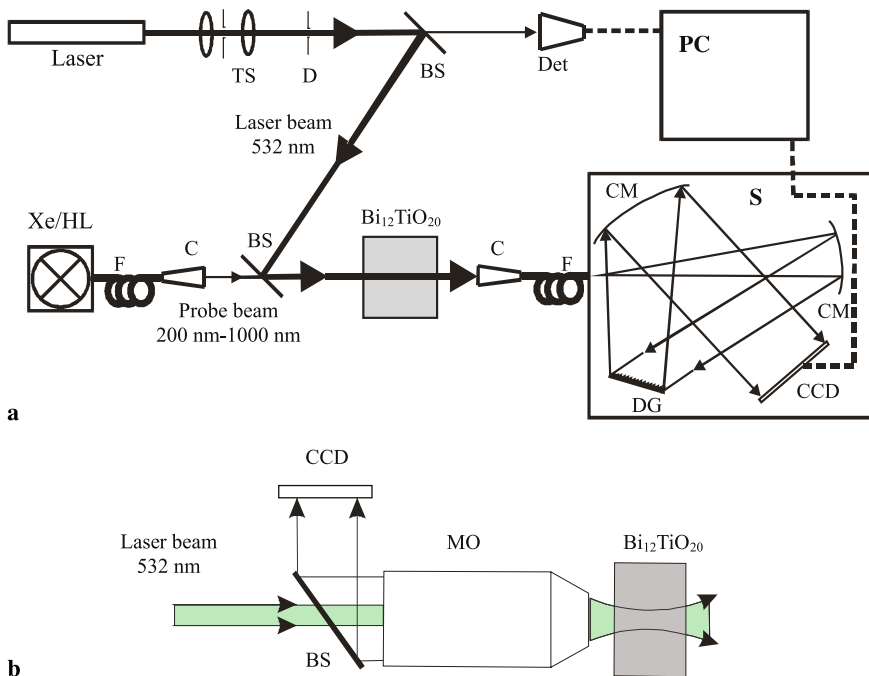 Laser
TS
D
BS
Det
PC
Laser beam
532 nm
Xe/HL
F
C
BS
Bi₁₂TiO₂₀
C
F
S
CM
CM
Probe beam
200 nm-1000 nm
DG
CCD
a
CCD
Laser beam
532 nm
MO
Bi₁₂TiO₂₀
BS
b